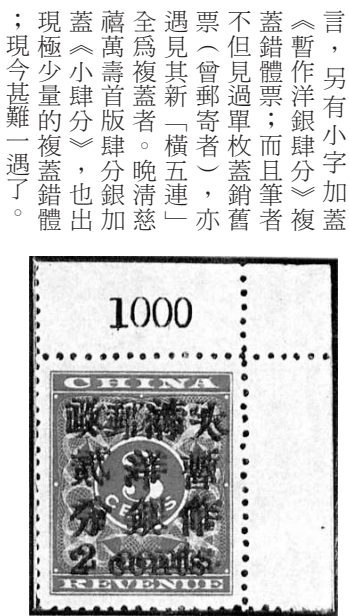 言，另有小字加蓋
《暫作洋銀肆分》複
蓋錯體票；而且筆者
不但見過單枚蓋銷舊
票（曾郵寄者），亦
遇見其新「橫五連」
全爲複蓋者。晚清慈
禧萬壽首版肆分銀加
蓋《小肆分》，也出
現極少量的複蓋錯體
；現今甚難一遇了。
1000
CHINA
政郵清大
暫作
洋銀
貳分
3
CENTS
2 cents.
REVENUE